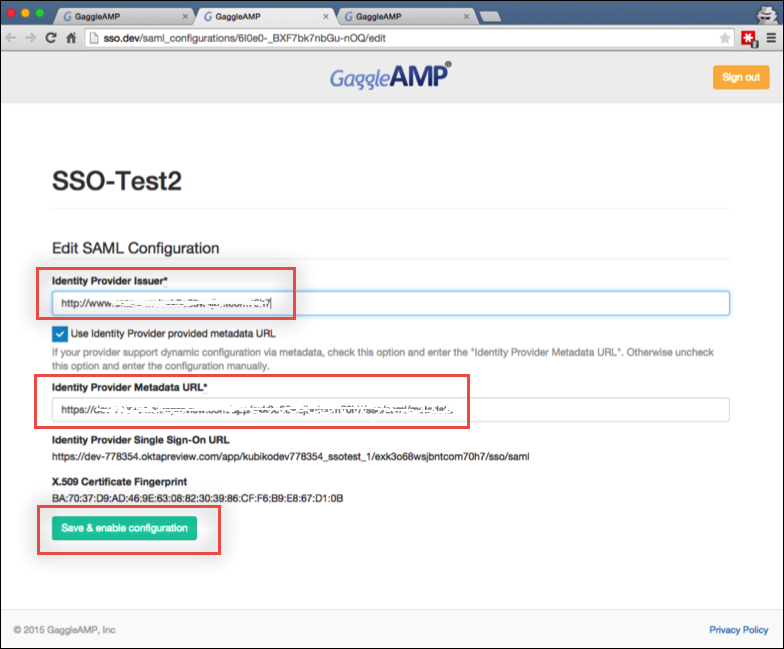 GaggleAMP
GaggleAMP
GaggleAMP
sso.dev/saml_configurations/6l0e0-_BXF7bk7nbGu-nOQ/edit
2
GaggleAMP®
Sign out
SSO-Test2
Edit SAML Configuration
Identity Provider Issuer*
http://www.
Use Identity Provider provided metadata URL
If your provider support dynamic configuration via metadata, check this option and enter the "Identity Provider Metadata URL". Otherwise uncheck
this option and enter the configuration manually.
Identity Provider Metadata URL*
Identity Provider Single Sign-On URL
https://dev-778354.oktapreview.com/app/kubikodev778354_ssotest_1/exk3o68wsjbntcom70h7/sso/saml
X.509 Certificate Fingerprint
BA:70:37:D9:AD:46:9E:63:08:82:30:39:86:CF:F6:B9:E8:67:D1:0B
Save & enable configuration
© 2015 GaggleAMP, Inc
Privacy Policy